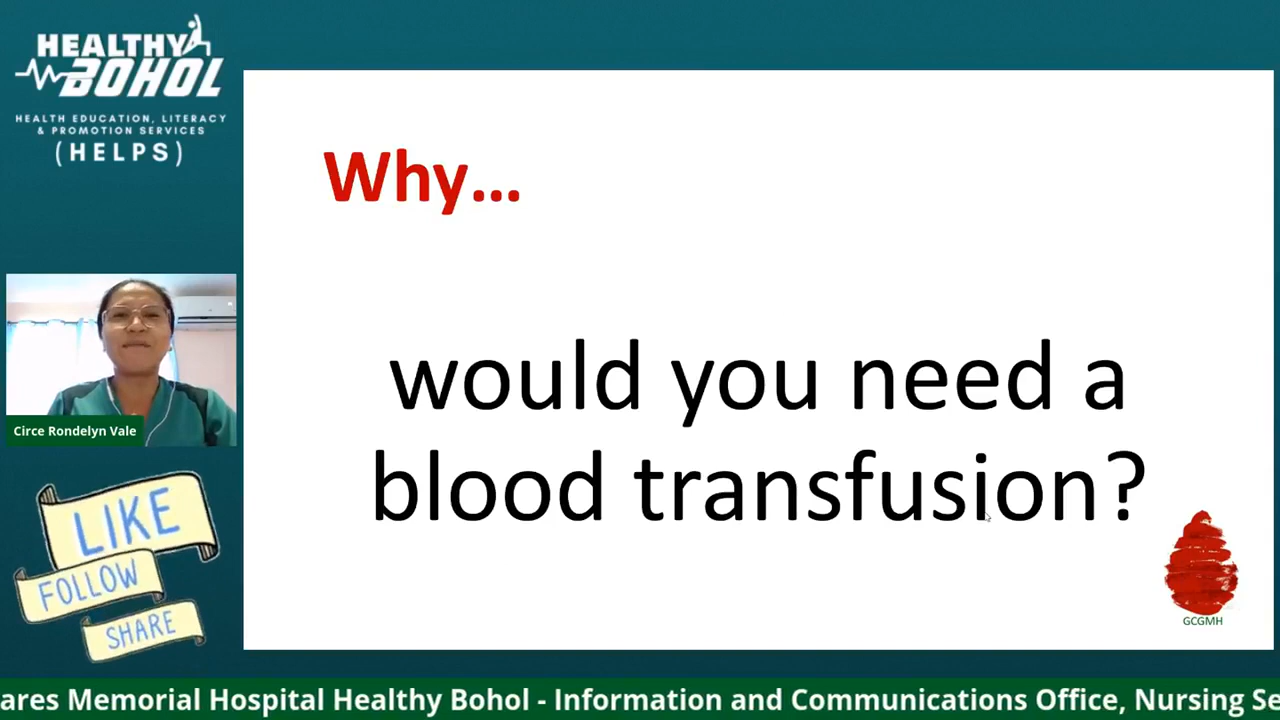 HEALTHY
BOHOL
HEALTH EDUCATION, LITERACY
& PROMOTION SERVICES
(HELPS)
Why...
would you need a
blood transfusion?
Circe Rondelyn Vale
LIKE
FOLLOW
SHARE
GCGMH
ares Memorial Hospital Healthy Bohol - Information and Communications Office, Nursing Se